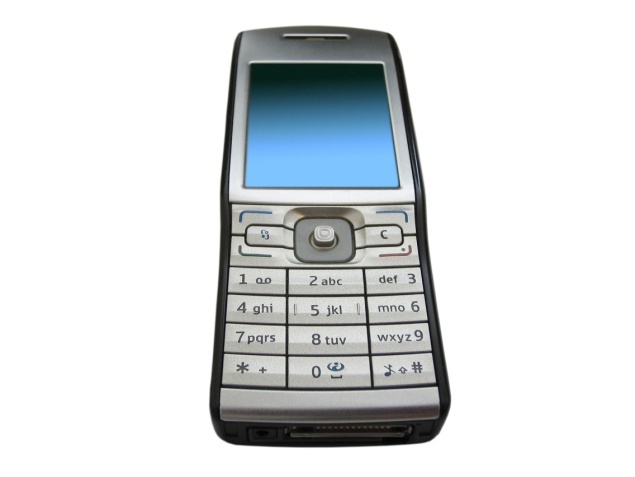 C
1 2 abc def 3
4 ghi 5 jkl mno 6
7 pqrs 8 tuv wxyz 9
* + 0 #